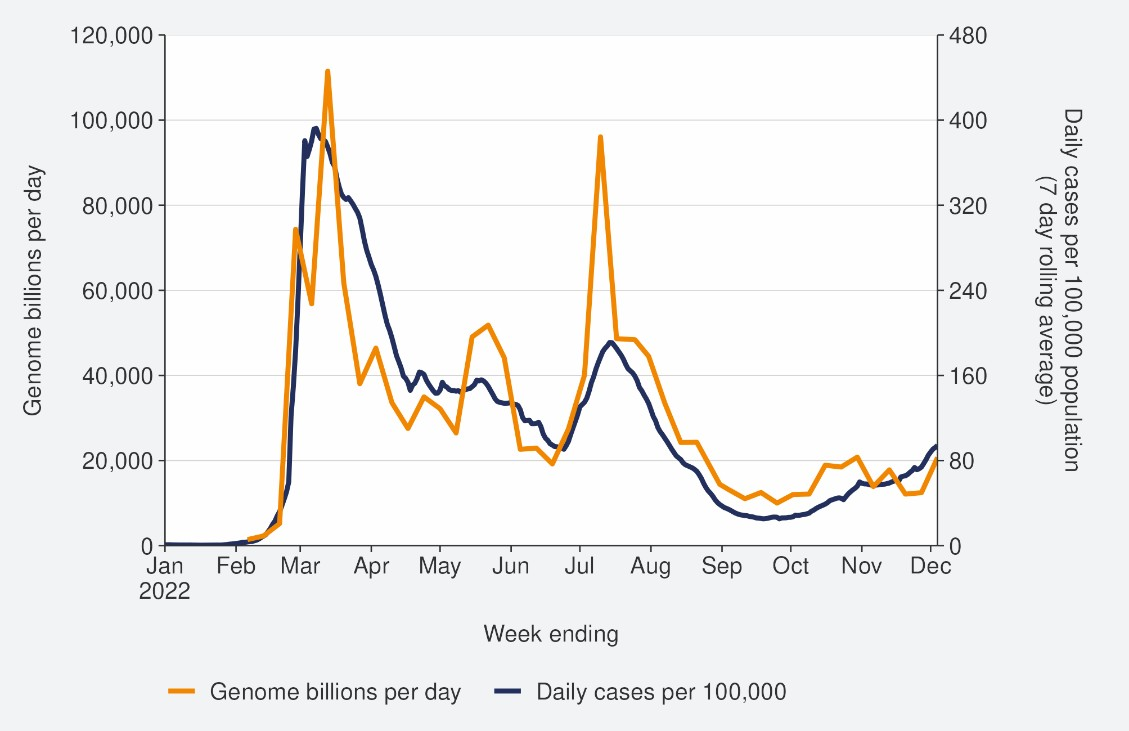 120,000
100,000
80,000
60,000
40,000
20,000
0
Genome billions per day
480
400
320
240
160
80
0
Daily cases per 100,000 population
(7 day rolling average)
Jan Feb Mar Apr May Jun Jul Aug Sep Oct Nov Dec
2022
Week ending
Genome billions per day Daily cases per 100,000